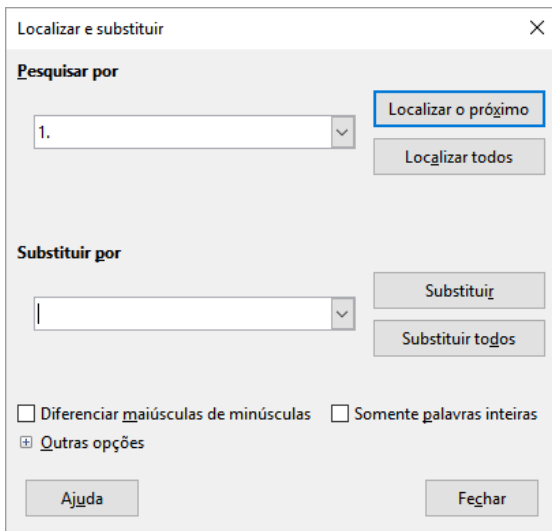 Localizar e substituir
Pesquisar por
1.
Localizar o próximo
Localizar todos
Substituir por
Substituir
Substituir todos
Diferenciar maiúsculas de minúsculas
Somente palavras inteiras
Outras opções
Ajuda
Fechar